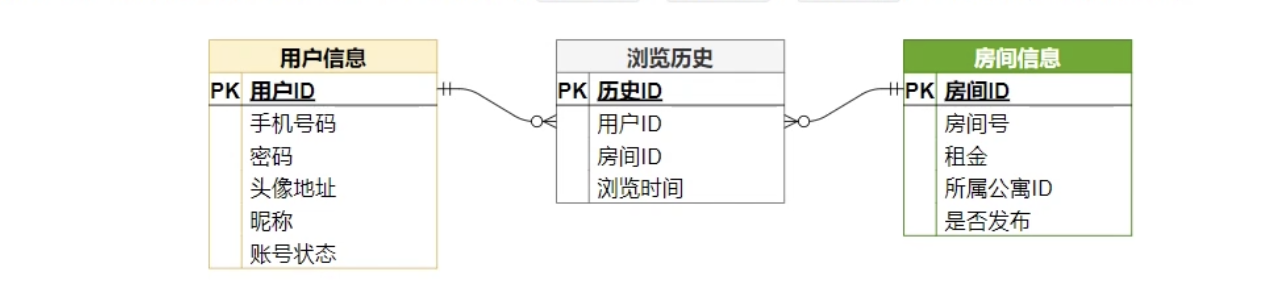 用户信息
PK 用户ID
手机号码
密码
头像地址
昵称
账号状态
浏览历史
PK 历史ID
用户ID
房间ID
浏览时间
房间信息
PK 房间ID
房间号
租金
所属公寓ID
是否发布